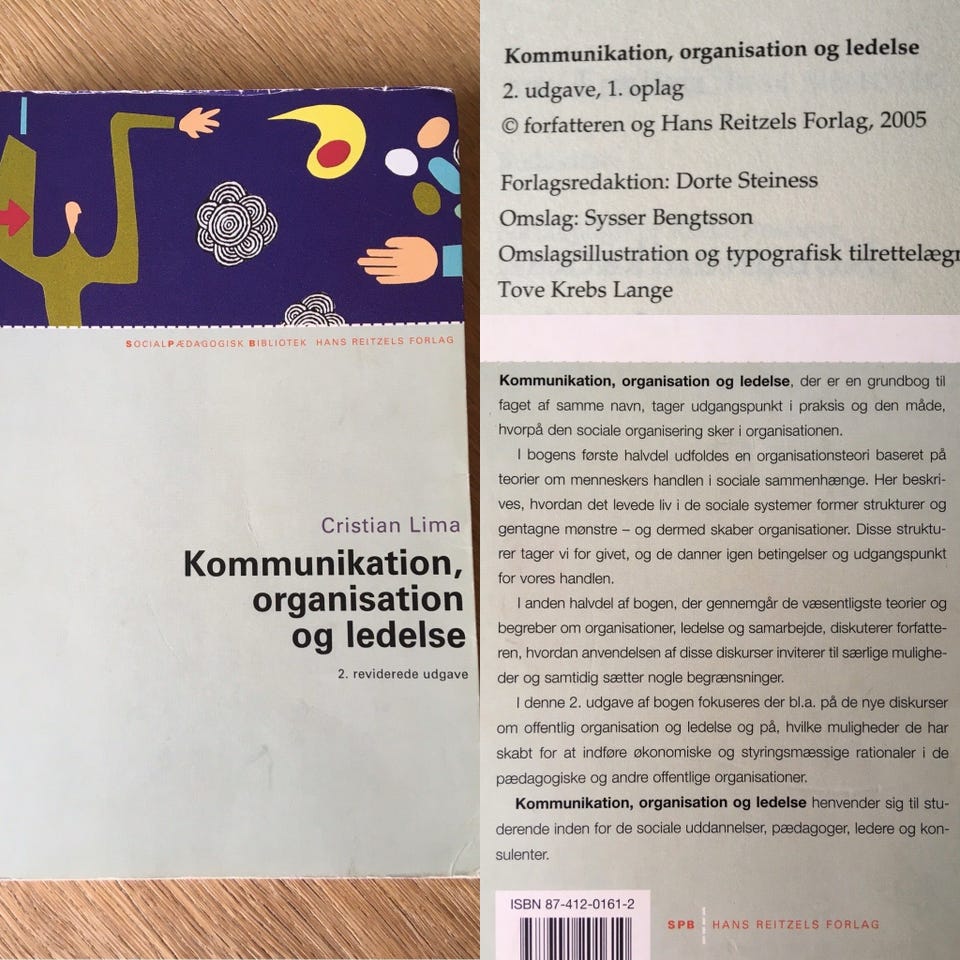 SOCIALPÆDAGOGISK BIBLIOTEK HANS REITZELS FORLAG
Cristian Lima
Kommunikation,
organisation
og ledelse
2. reviderede udgave
Kommunikation, organisation og ledelse
2. udgave, 1. oplag
© forfatteren og Hans Reitzels Forlag, 2005
Forlagsredaktion: Dorte Steiness
Omslag: Sysser Bengtsson
Omslagsillustration og typografisk
Tove Krebs Lange
Kommunikation, organisation og ledelse, der er en grundbog til
faget af samme navn, tager udgangspunkt i praksis og den måde,
hvorpå den sociale organisering sker i organisationen.
I bogens første halvdel udfoldes en organisationsteori baseret på
teorier om menneskers handlen i sociale sammenhænge. Her beskri-
ves, hvordan det levede liv i de sociale systemer former strukturer og
gentagne mønstre – og dermed skaber organisationer. Disse struktu-
rer tager vi for givet, og de danner igen betingelser og udgangspunkt
for vores handlen.
I anden halvdel af bogen, der gennemgår de væsentligste teorier og
begreber om organisationer, ledelse og samarbejde, diskuterer forfatte-
ren, hvordan anvendelsen af disse diskurser inviterer til særlige mulighe-
der og samtidig sætter nogle begrænsninger.
I denne 2. udgave af bogen fokuseres der bl.a. på de nye diskurser
om offentlig organisation og ledelse og på, hvilke muligheder de har
skabt for at indføre økonomiske og styringsmæssige rationaler i de
pædagogiske og andre offentlige organisationer.
Kommunikation, organisation og ledelse henvender sig til stu-
derende inden for de sociale uddannelser, pædagoger, ledere og kon-
sulenter.
ISBN 87-412-0161-2
SPB HANS REITZELS FORLAG